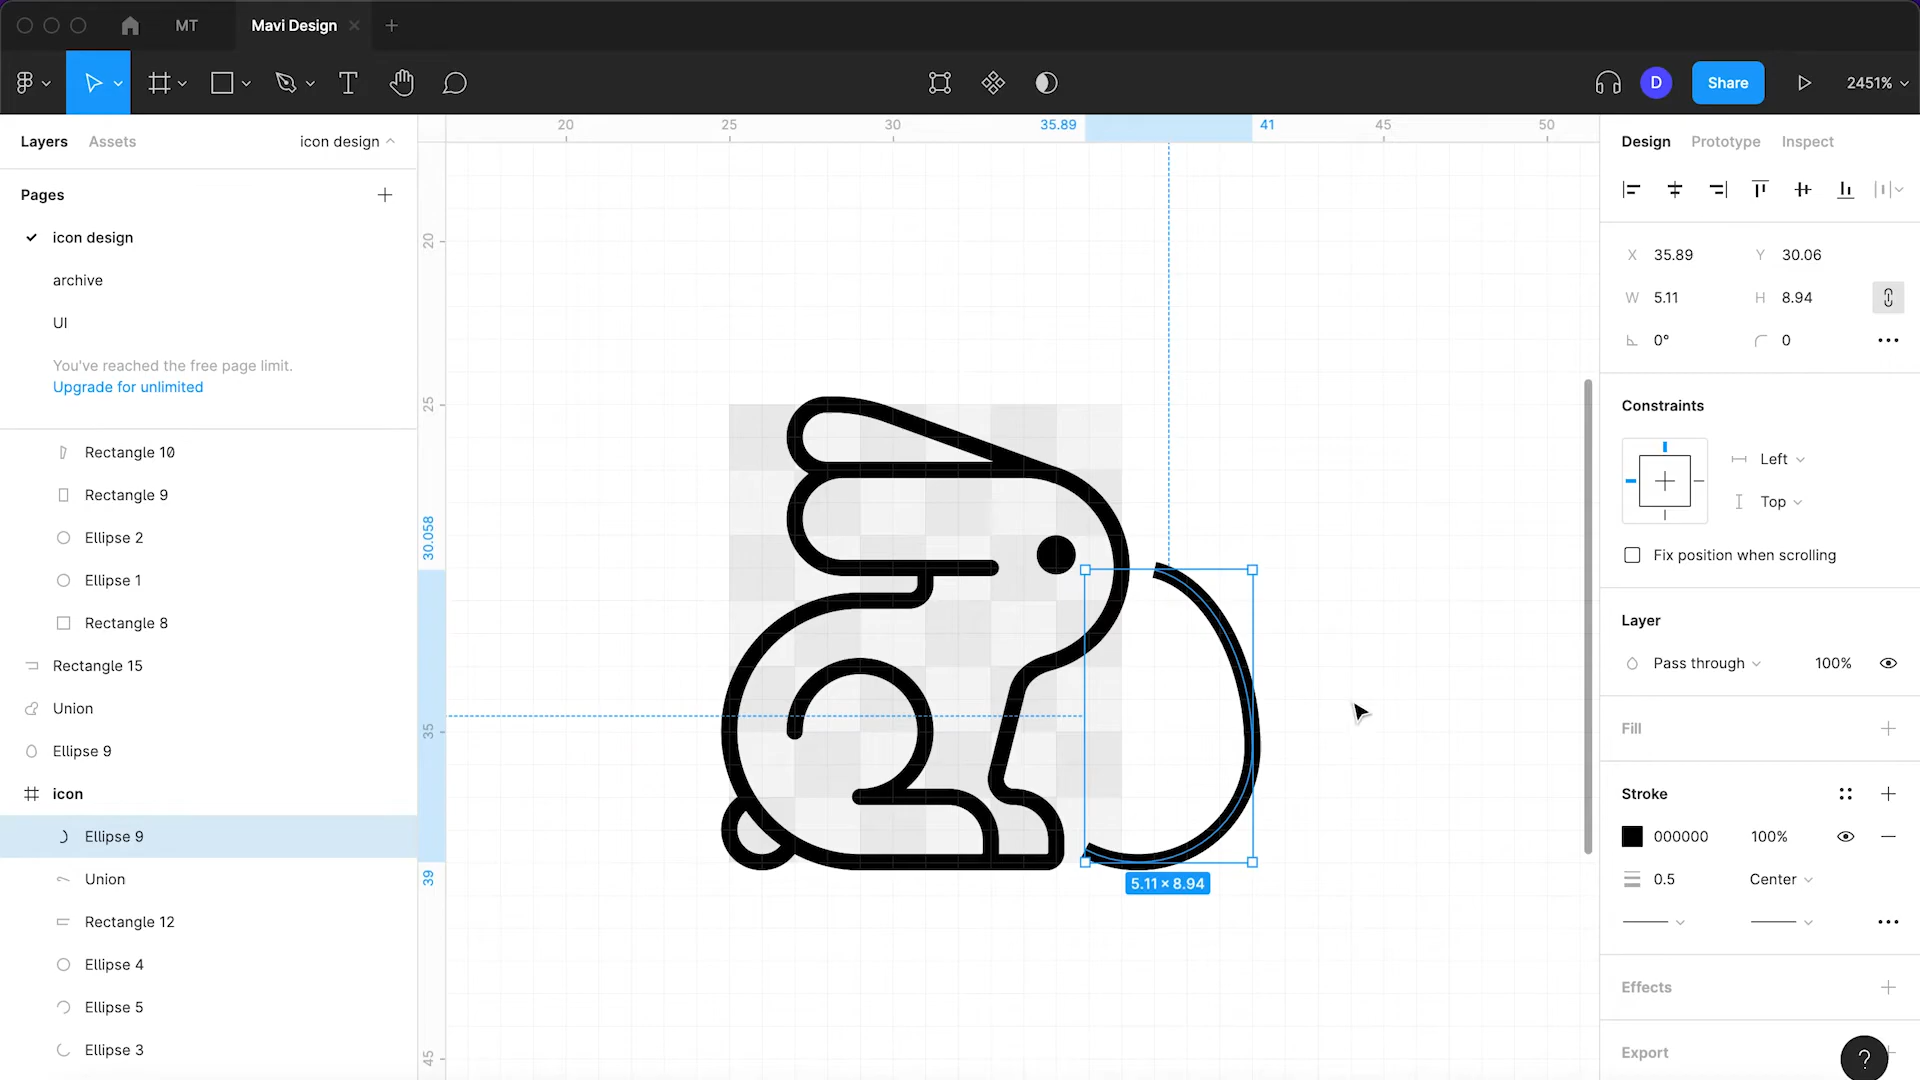 MT
Mavi Design
D
Share
2451%
Layers
Assets
icon design
Pages
icon design
archive
UI
You've reached the free page limit.
Upgrade for unlimited
Rectangle 10
Rectangle 9
Ellipse 2
Ellipse 1
Rectangle 8
Rectangle 15
Union
Ellipse 9
icon
Ellipse 9
Union
Rectangle 12
Ellipse 4
Ellipse 5
Ellipse 3
20
25
30
35.89
41
45
50
20
25
30.058
35
39
45
5.11 × 8.94
Design
Prototype
Inspect
X 35.89
Y 30.06
W 5.11
H 8.94
0°
0
Constraints
Left
Top
Fix position when scrolling
Layer
Pass through
100%
Fill
Stroke
000000
100%
0.5
Center
Effects
Export
?